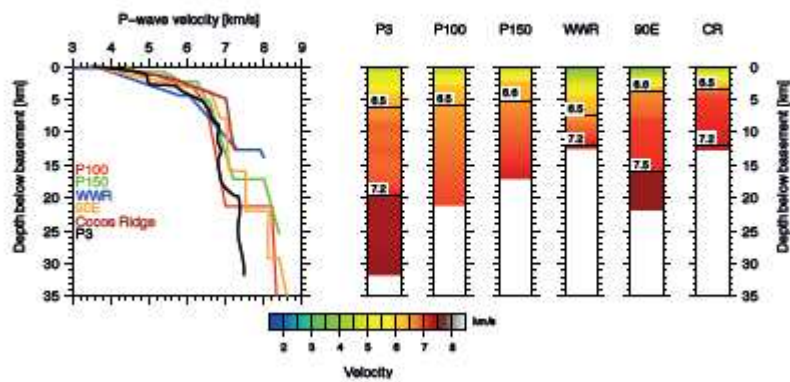 P-wave velocity [km/s]
3 4 5 6 7 8 9
P3 P100 P150 WWR 90E CR
Depth below basement [km]
0
5
10
15
20
25
30
35
P100
P150
WWR
90E
Cocos Ridge
P3
6.5
7.2
6.5
6.6
6.5
7.2
6.6
7.5
6.5
7.2
0
5
10
15
20
25
30
35
Depth below basement [km]
km/s
2 3 4 5 6 7 8
Velocity